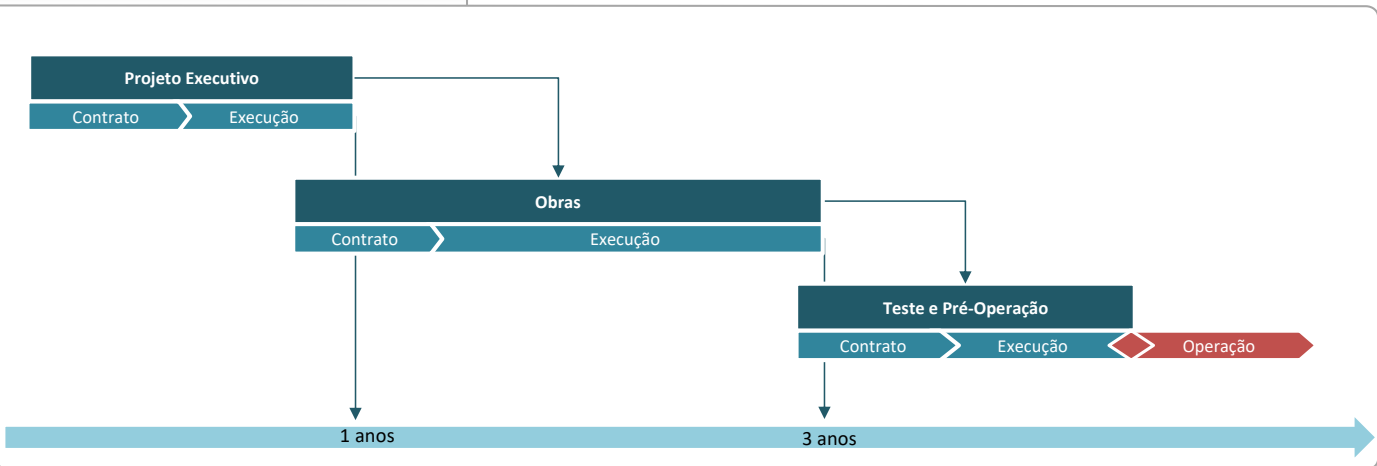 Projeto Executivo
Contrato
Execução
Obras
Contrato
Execução
Teste e Pré-Operação
Contrato
Execução
Operação
1 anos
3 anos